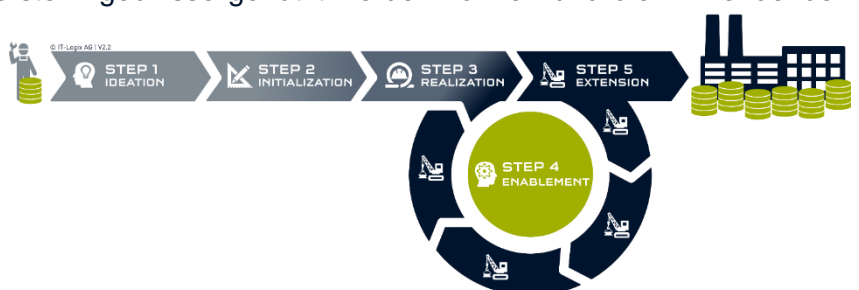 © IT-Logix AG | V2.2
STEP 1
IDEATION
STEP 2
INITIALIZATION
STEP 3
REALIZATION
STEP 5
EXTENSION
STEP 4
ENABLEMENT